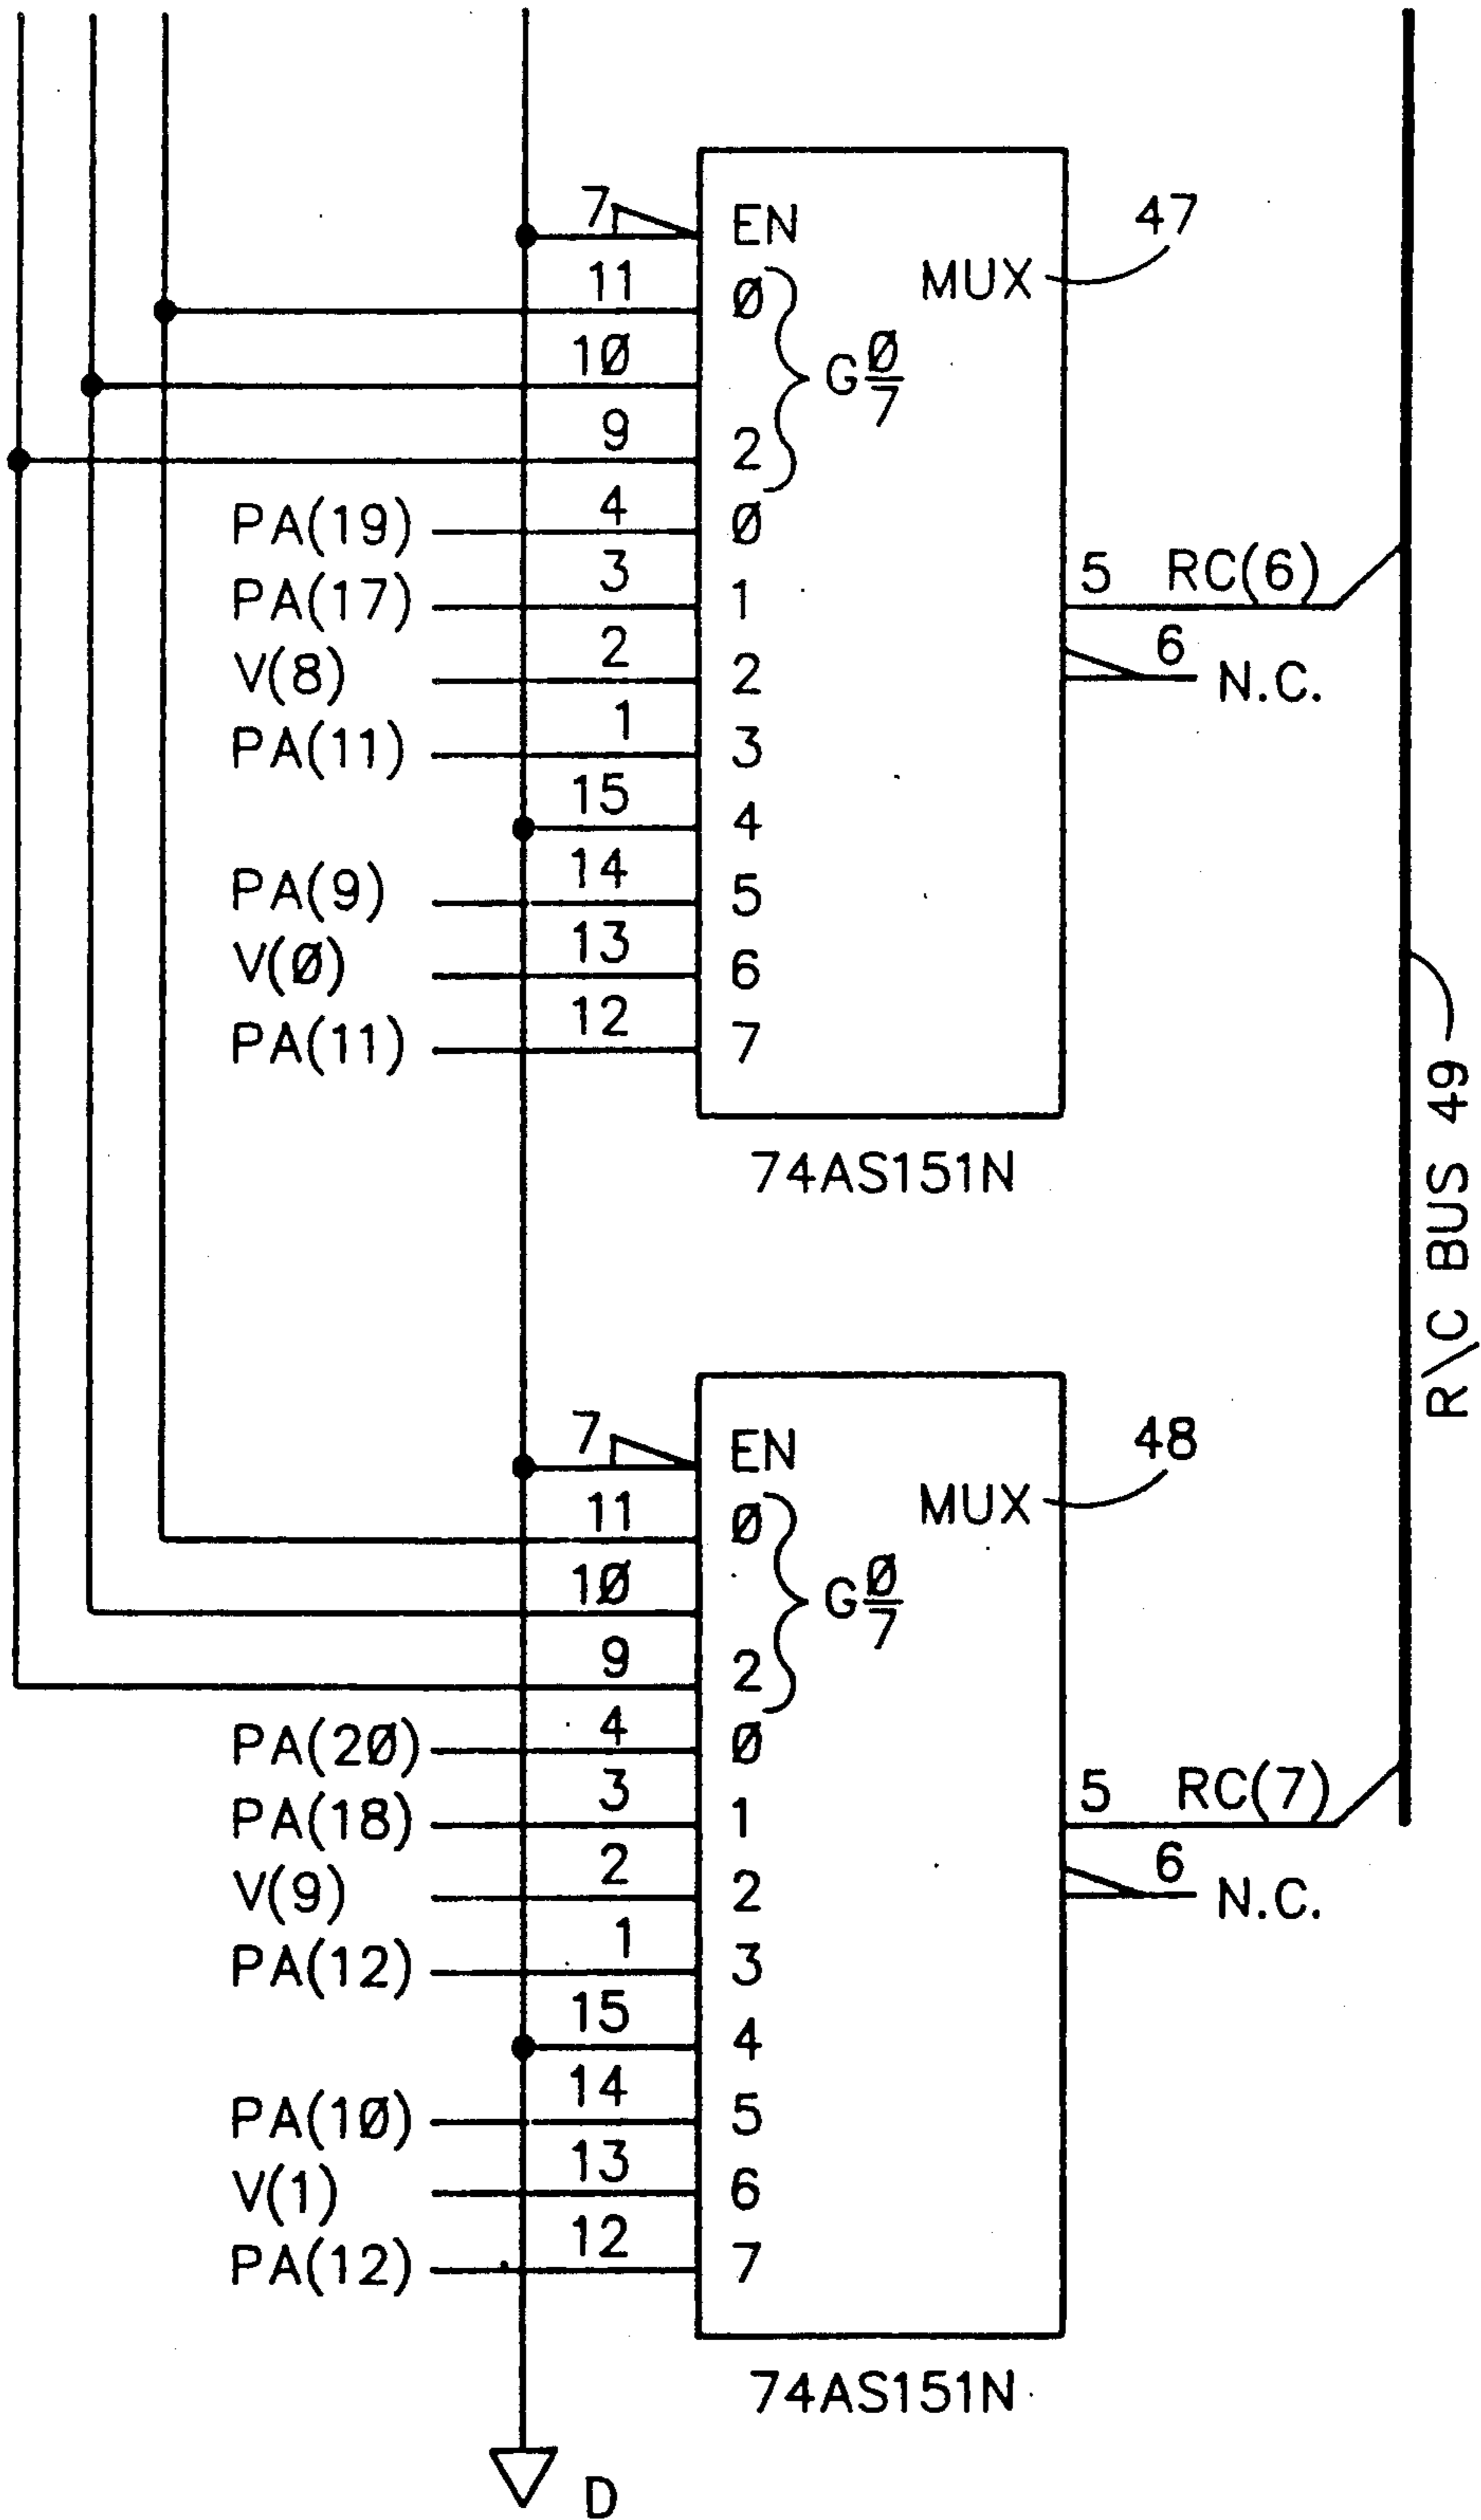 7 EN
MUX 47
11 Ø
10 G Ø/7
9 2
PA(19) 4 Ø
PA(17) 3 1
5 RC(6)
V(8) 2 2
6 N.C.
PA(11) 1 3
15 4
PA(9) 14 5
V(Ø) 13 6
PA(11) 12 7
74AS151N
R/C BUS 49
7 EN
MUX 48
11 Ø
1Ø G Ø/7
9 2
PA(2Ø) 4 Ø
PA(18) 3 1
5 RC(7)
V(9) 2 2
6 N.C.
PA(12) 1 3
15 4
PA(1Ø) 14 5
V(1) 13 6
PA(12) 12 7
74AS151N
D